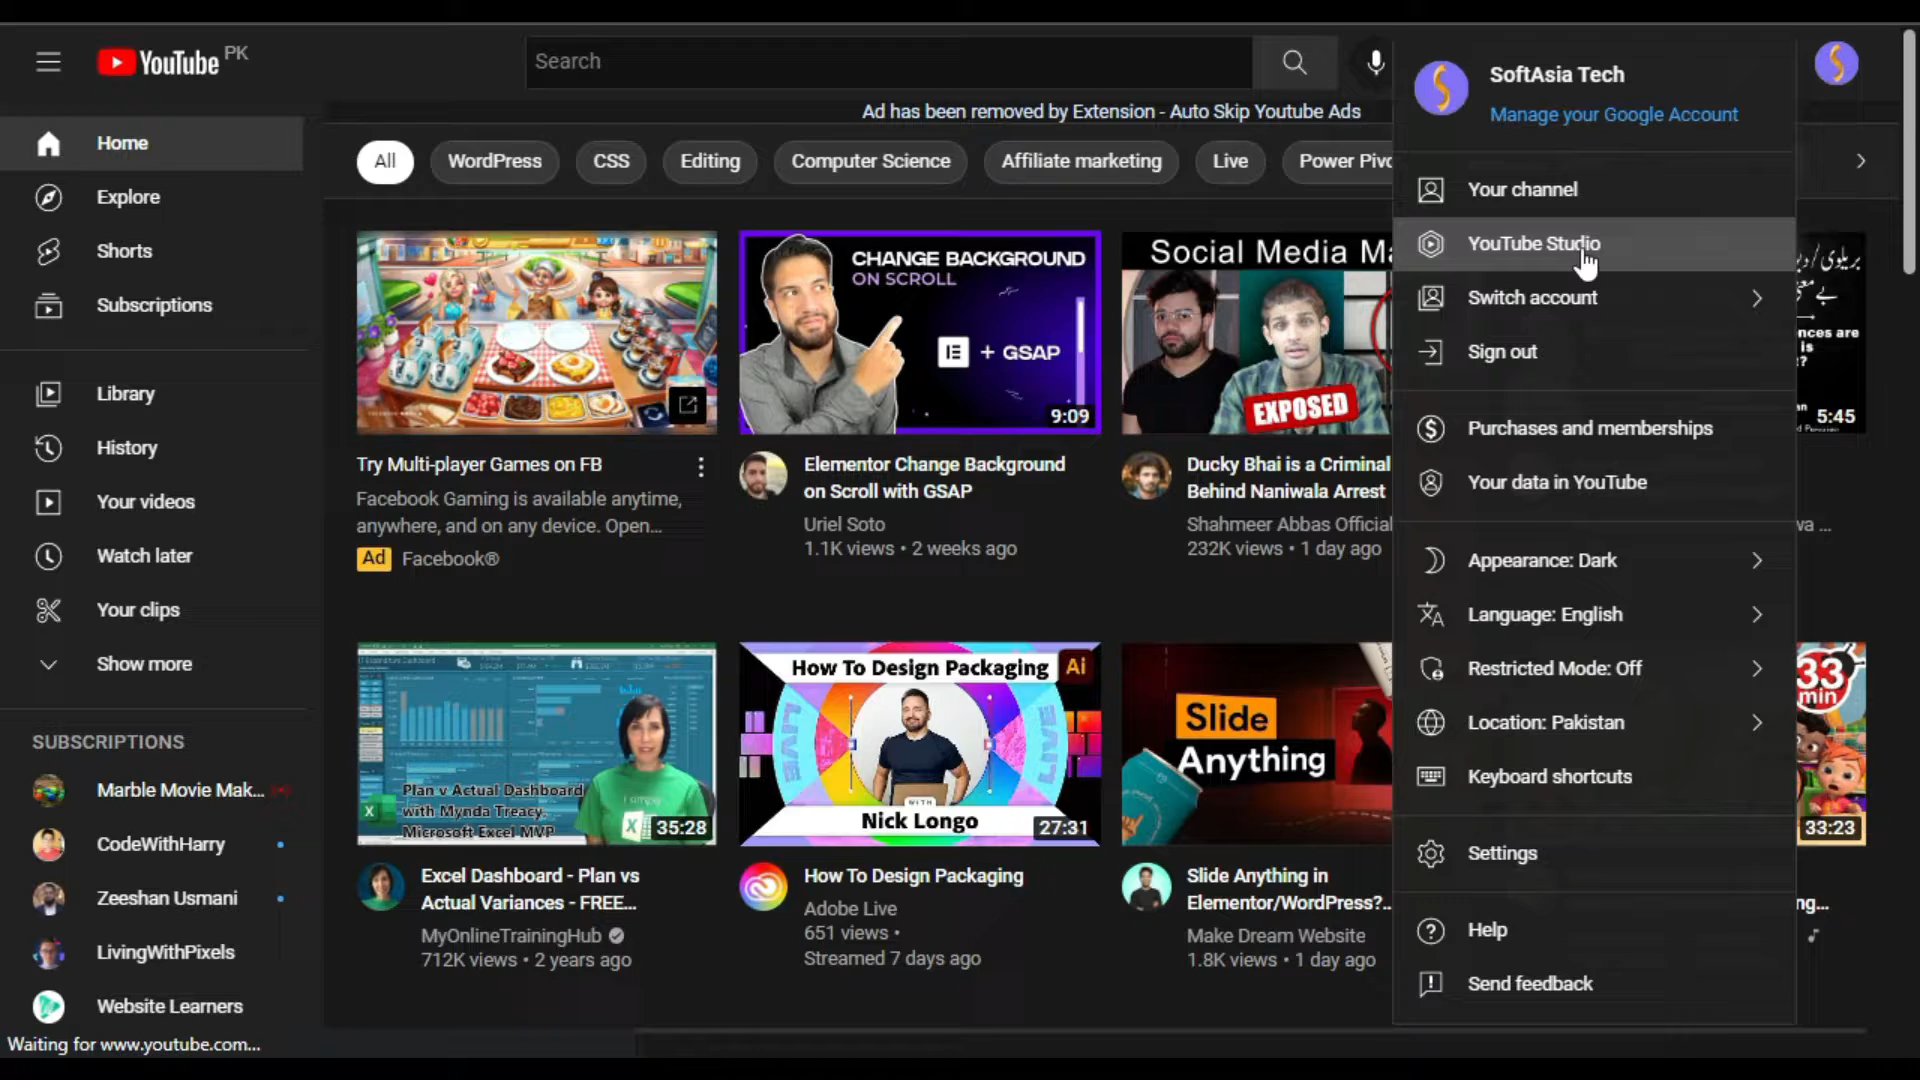 YouTube PK
Search
Ad has been removed by Extension - Auto Skip Youtube Ads
All
WordPress
CSS
Editing
Computer Science
Affiliate marketing
Live
Power Piv
Home
Explore
Shorts
Subscriptions
Library
History
Your videos
Watch later
Your clips
Show more
SUBSCRIPTIONS
Marble Movie Mak...
CodeWithHarry
Zeeshan Usmani
LivingWithPixels
Website Learners
Waiting for www.youtube.com...
Try Multi-player Games on FB
Facebook Gaming is available anytime,
anywhere, and on any device. Open...
Ad Facebook®
CHANGE BACKGROUND
ON SCROLL
+ GSAP
9:09
Elementor Change Background
on Scroll with GSAP
Uriel Soto
1.1K views • 2 weeks ago
Social Media Ma
EXPOSED
Ducky Bhai is a Criminal
Behind Naniwala Arrest
Shahmeer Abbas Official
232K views • 1 day ago
Plan v Actual Dashboard
with Mynda Treacy,
Microsoft Excel MVP
35:28
Excel Dashboard - Plan vs
Actual Variances - FREE...
MyOnlineTrainingHub
712K views • 2 years ago
How To Design Packaging Ai
LIVE
WITH
Nick Longo
27:31
How To Design Packaging
Adobe Live
651 views •
Streamed 7 days ago
Slide
Anything
Slide Anything in
Elementor/WordPress?..
Make Dream Website
1.8K views • 1 day ago
SoftAsia Tech
Manage your Google Account
Your channel
YouTube Studio
Switch account
Sign out
Purchases and memberships
Your data in YouTube
Appearance: Dark
Language: English
Restricted Mode: Off
Location: Pakistan
Keyboard shortcuts
Settings
Help
Send feedback
nces are
is
5:45
wa ...
33
min
33:23
ng...